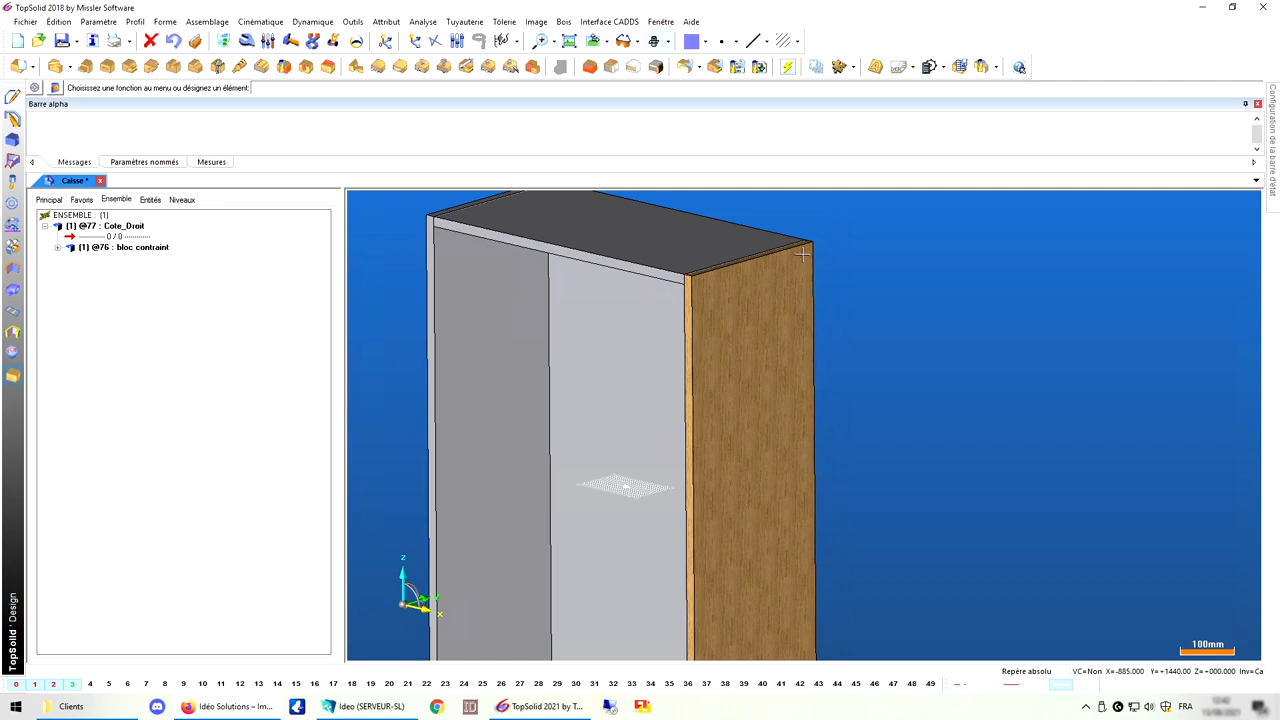 TopSolid 2018 by Missler Software
Fichier Édition Paramètre Profil Forme Assemblage Cinématique Dynamique Outils Attribut Analyse Tuyauterie Tôlerie Image Bois Interface CADDS Fenêtre Aide
Choisissez une fonction au menu ou désignez un élément:
Barre alpha
Messages Paramètres nommés Mesures
Caisse *
Principal Favoris Ensemble Entités Niveaux
ENSEMBLE : (1)
(1) @77 : Cote_Droit
0 / 0
(1) @76 : bloc contraint
Configuration de la barre d'état
TopSolid'Design
z
x
100mm
Repére absolu VC=Non X=-885.000 Y=+1440.00 Z=+000.000 Inv=Ca
0 1 2 3 4 5 6 7 8 9 10 11 12 13 14 15 16 17 18 19 20 21 22 23 24 25 26 27 28 29 30 31 32 33 34 35 36 37 38 39 40 41 42 43 44 45 46 47 48 49
Clients
Idéo Solutions – Im...
Ideo (SERVEUR-SL)
TopSolid 2021 by T...
FRA